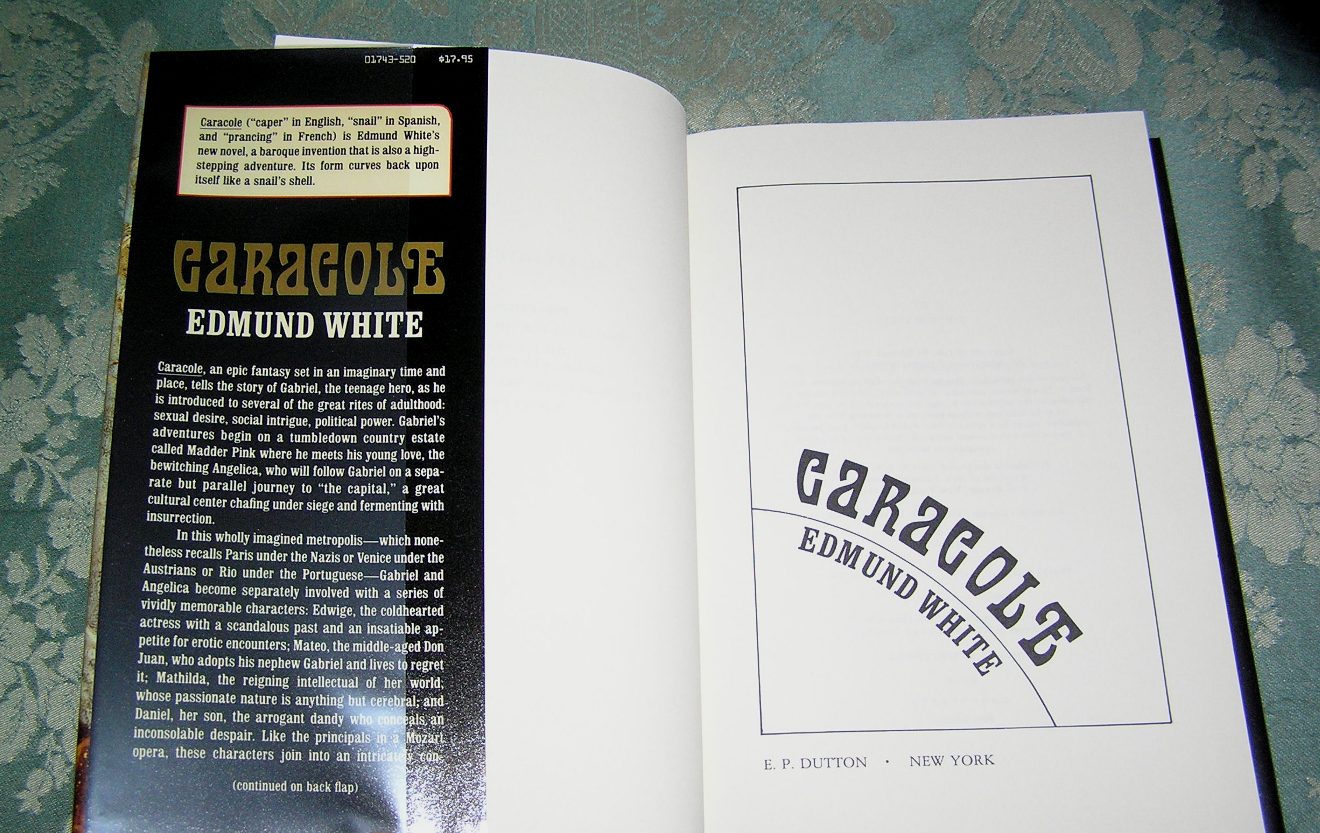 01743-520 $17.95
Caracole ("caper" in English, "snail" in Spanish,
and "prancing" in French) is Edmund White's
new novel, a baroque invention that is also a high-
stepping adventure. Its form curves back upon
itself like a snail's shell.
CARACOLE
EDMUND WHITE
Caracole, an epic fantasy set in an imaginary time and
place, tells the story of Gabriel, the teenage hero, as he
is introduced to several of the great rites of adulthood:
sexual desire, social intrigue, political power. Gabriel's
adventures begin on a tumbledown country estate
called Madder Pink where he meets his young love, the
bewitching Angelica, who will follow Gabriel on a sepa-
rate but parallel journey to "the capital," a great
cultural center chafing under siege and fermenting with
insurrection.
In this wholly imagined metropolis—which none-
theless recalls Paris under the Nazis or Venice under the
Austrians or Rio under the Portuguese—Gabriel and
Angelica become separately involved with a series of
vividly memorable characters: Edwige, the coldhearted
actress with a scandalous past and an insatiable ap-
petite for erotic encounters; Mateo, the middle-aged Don
Juan, who adopts his nephew Gabriel and lives to regret
it; Mathilda, the reigning intellectual of her world,
whose passionate nature is anything but cerebral; and
Daniel, her son, the arrogant dandy who conceals an
inconsolable despair. Like the principals in a Mozart
opera, these characters join into an intricately con-
(continued on back flap)
CARACOLE
EDMUND WHITE
E. P. DUTTON • NEW YORK